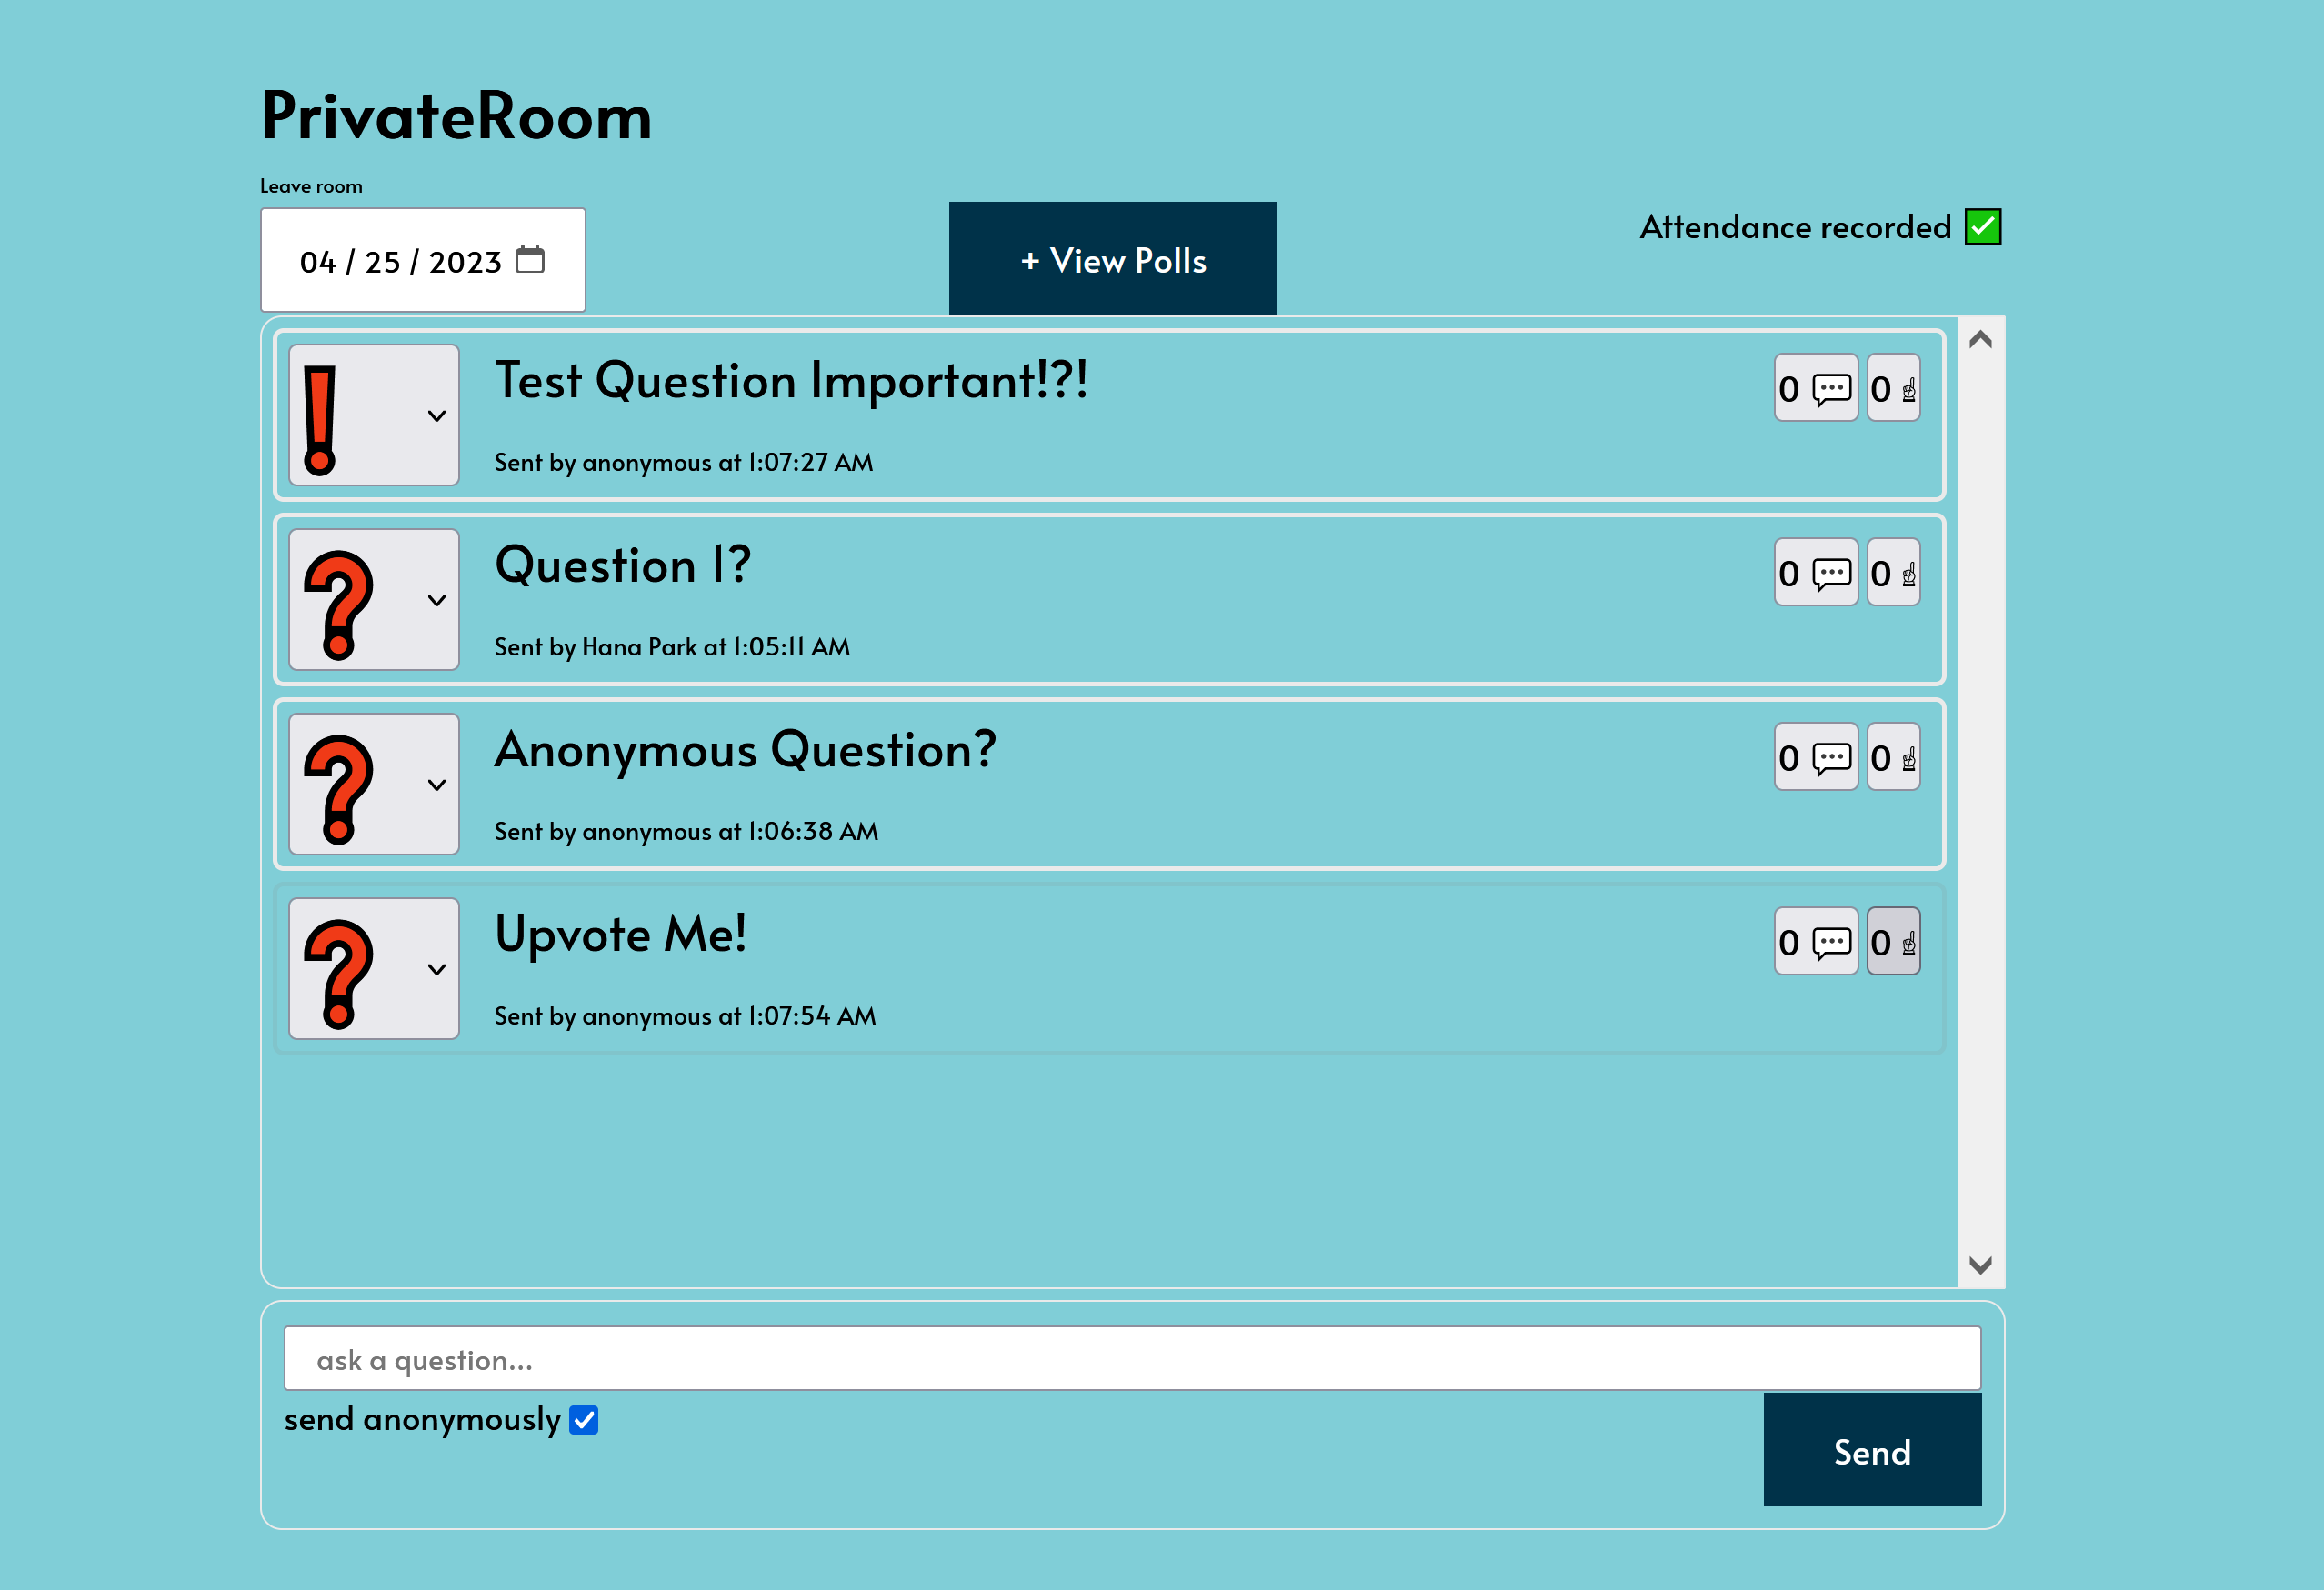 PrivateRoom
Leave room
04 / 25 / 2023
+ View Polls
Attendance recorded
Test Question Important!?!
0
0
Sent by anonymous at 1:07:27 AM
Question 1?
0
0
Sent by Hana Park at 1:05:11 AM
Anonymous Question?
0
0
Sent by anonymous at 1:06:38 AM
Upvote Me!
0
0
Sent by anonymous at 1:07:54 AM
ask a question...
send anonymously
Send